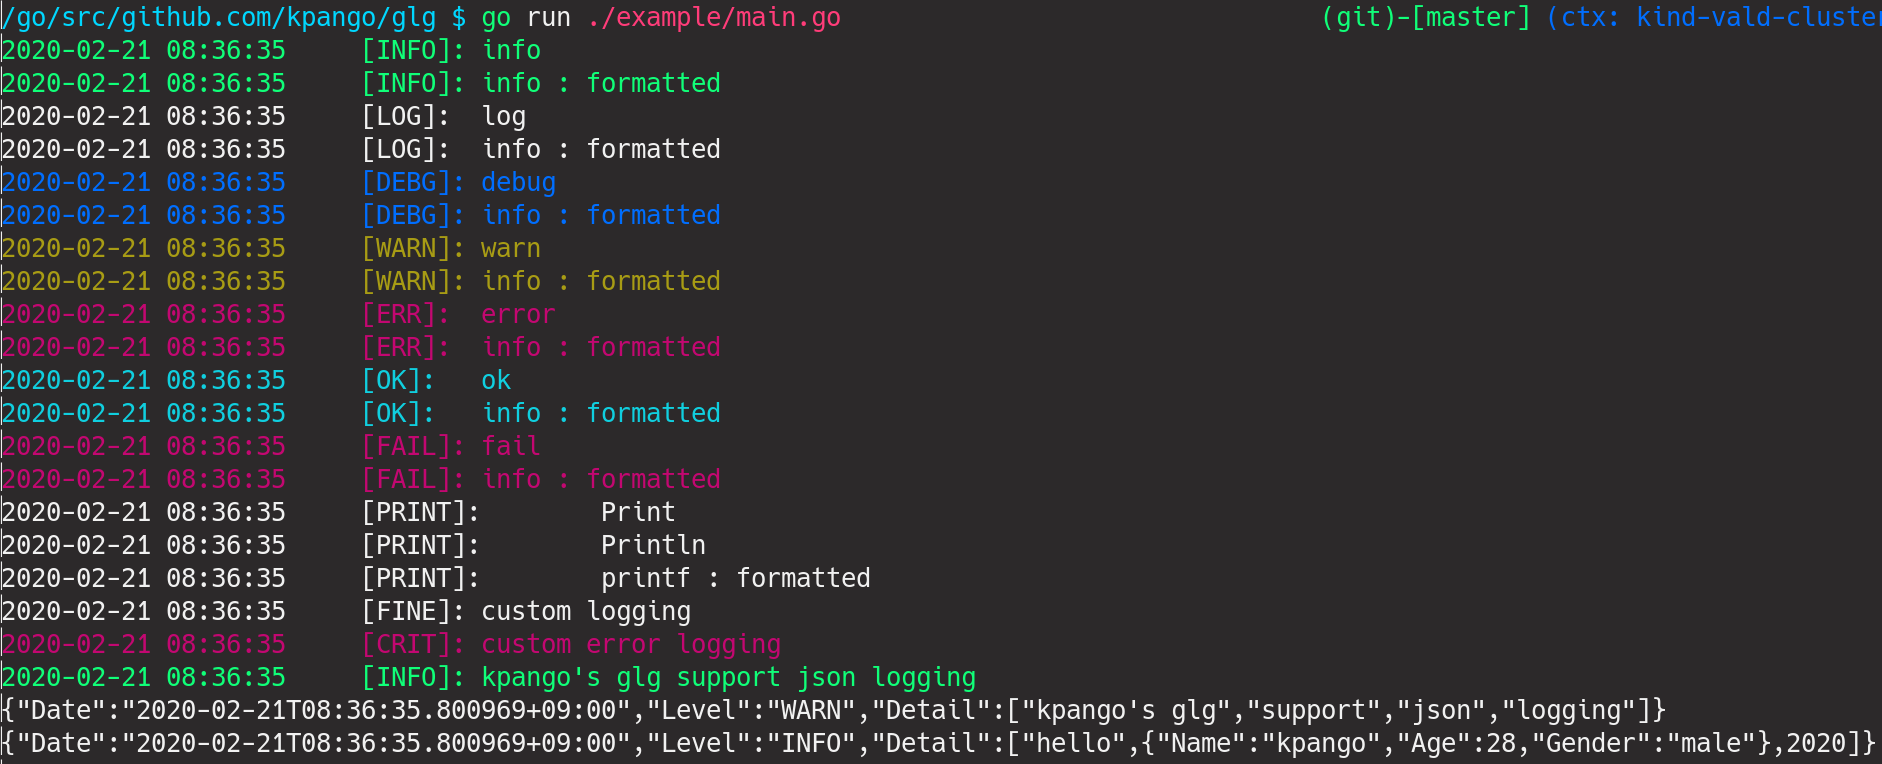 /go/src/github.com/kpango/glg $ go run ./example/main.go (git)-[master] (ctx: kind-vald-cluster
2020-02-21 08:36:35     [INFO]: info
2020-02-21 08:36:35     [INFO]: info : formatted
2020-02-21 08:36:35     [LOG]:  log
2020-02-21 08:36:35     [LOG]:  info : formatted
2020-02-21 08:36:35     [DEBG]: debug
2020-02-21 08:36:35     [DEBG]: info : formatted
2020-02-21 08:36:35     [WARN]: warn
2020-02-21 08:36:35     [WARN]: info : formatted
2020-02-21 08:36:35     [ERR]:  error
2020-02-21 08:36:35     [ERR]:  info : formatted
2020-02-21 08:36:35     [OK]:   ok
2020-02-21 08:36:35     [OK]:   info : formatted
2020-02-21 08:36:35     [FAIL]: fail
2020-02-21 08:36:35     [FAIL]: info : formatted
2020-02-21 08:36:35     [PRINT]:        Print
2020-02-21 08:36:35     [PRINT]:        Println
2020-02-21 08:36:35     [PRINT]:        printf : formatted
2020-02-21 08:36:35     [FINE]: custom logging
2020-02-21 08:36:35     [CRIT]: custom error logging
2020-02-21 08:36:35     [INFO]: kpango's glg support json logging
{"Date":"2020-02-21T08:36:35.800969+09:00","Level":"WARN","Detail":["kpango's glg","support","json","logging"]}
{"Date":"2020-02-21T08:36:35.800969+09:00","Level":"INFO","Detail":["hello",{"Name":"kpango","Age":28,"Gender":"male"},2020]}